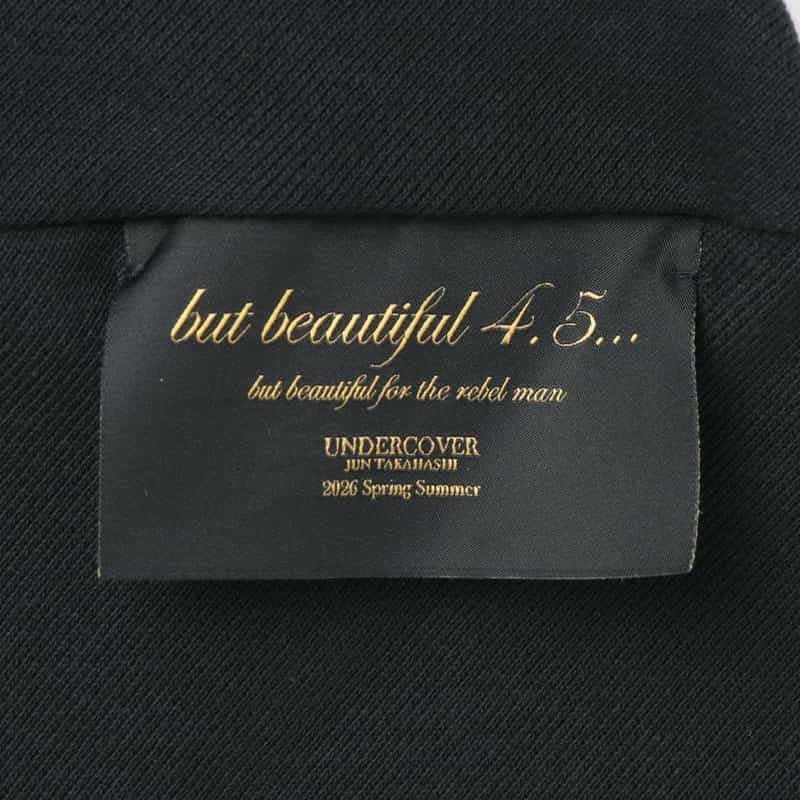 but beautiful 4. 5...
but beautiful for the rebel man
UNDERCOVER
JUN TAKAHASHI
2026 Spring Summer